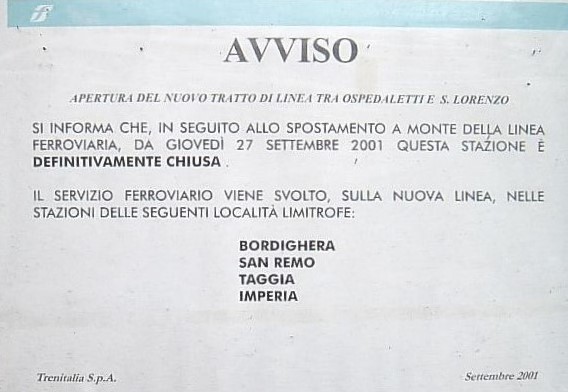 AVVISO
APERTURA DEL NUOVO TRATTO DI LINEA TRA OSPEDALETTI E S. LORENZO
SI INFORMA CHE, IN SEGUITO ALLO SPOSTAMENTO A MONTE DELLA LINEA
FERROVIARIA, DA GIOVEDÌ 27 SETTEMBRE 2001 QUESTA STAZIONE È
DEFINITIVAMENTE CHIUSA .
IL SERVIZIO FERROVIARIO VIENE SVOLTO, SULLA NUOVA LINEA, NELLE
STAZIONI DELLE SEGUENTI LOCALITÀ LIMITROFE:
BORDIGHERA
SAN REMO
TAGGIA
IMPERIA
Trenitalia S.p.A.
Settembre 2001